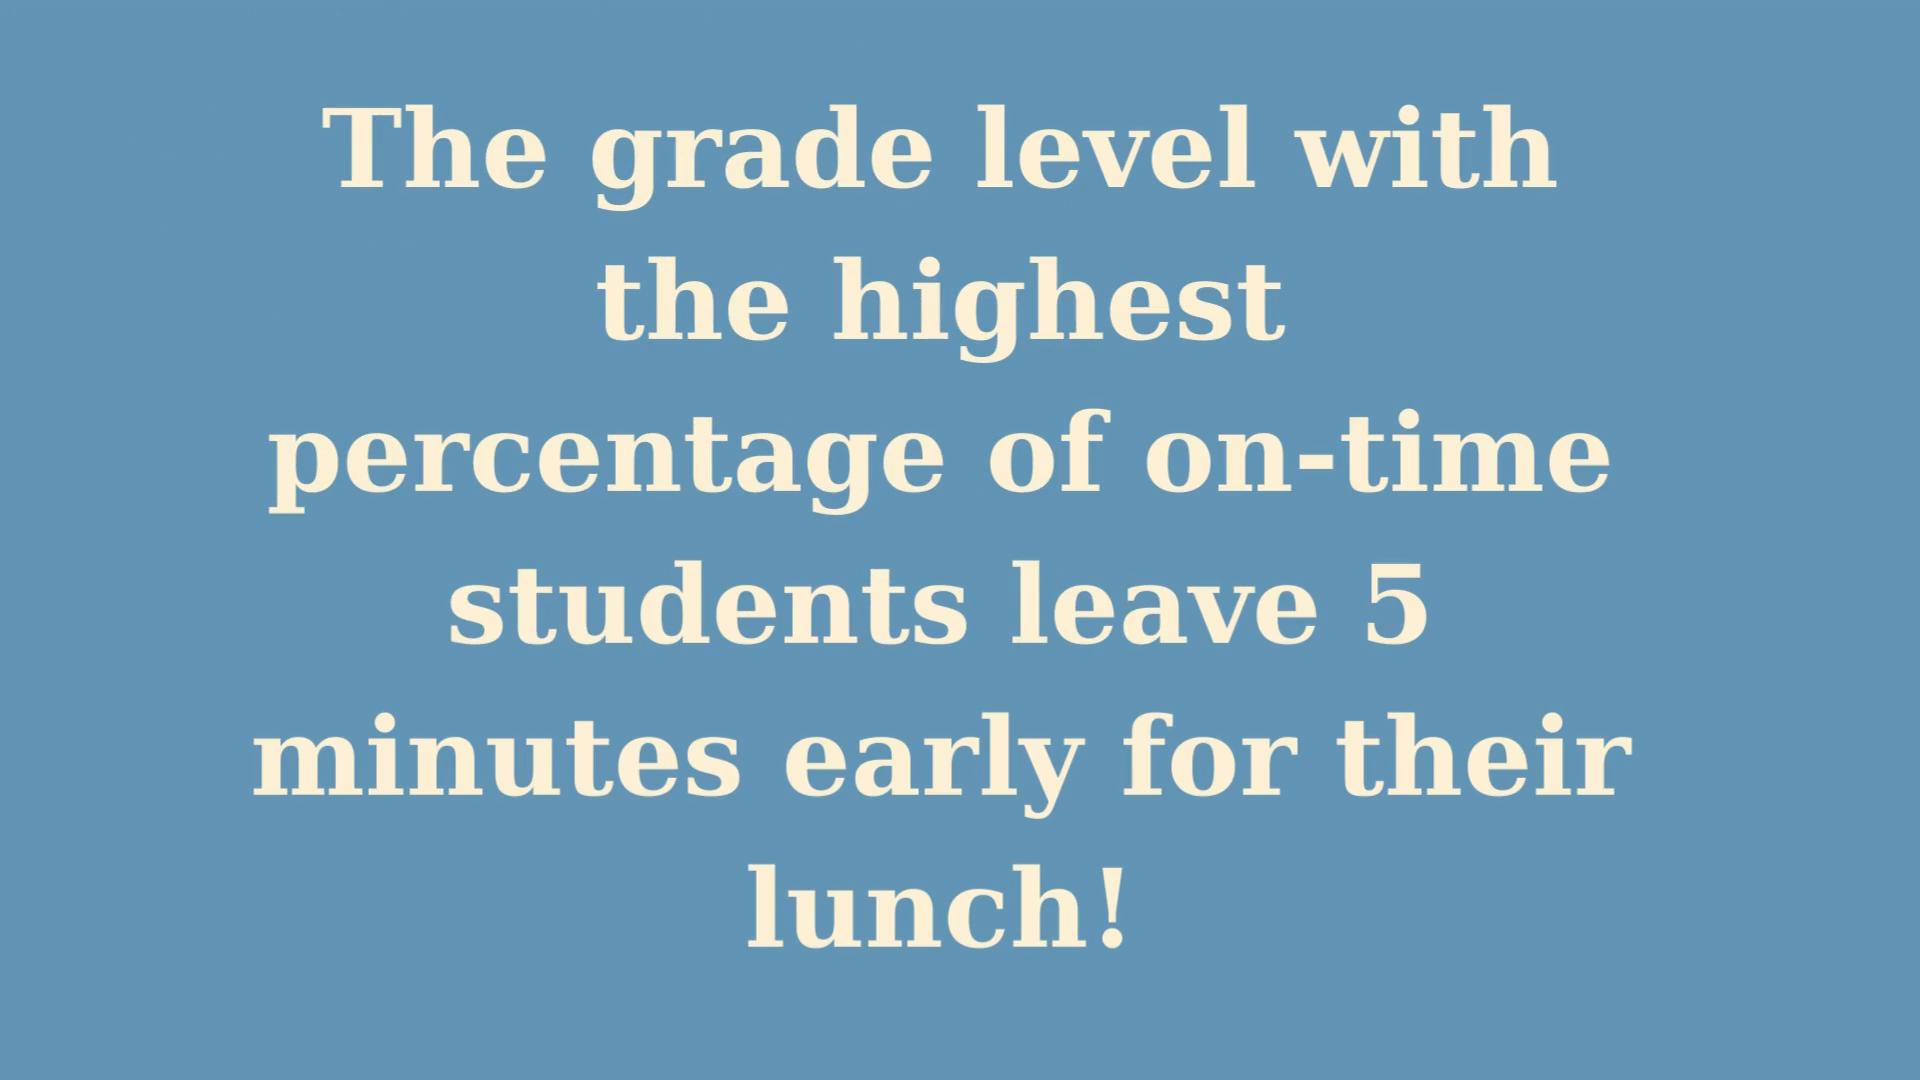 The grade level with
the highest
percentage of on-time
students leave 5
minutes early for their
lunch!